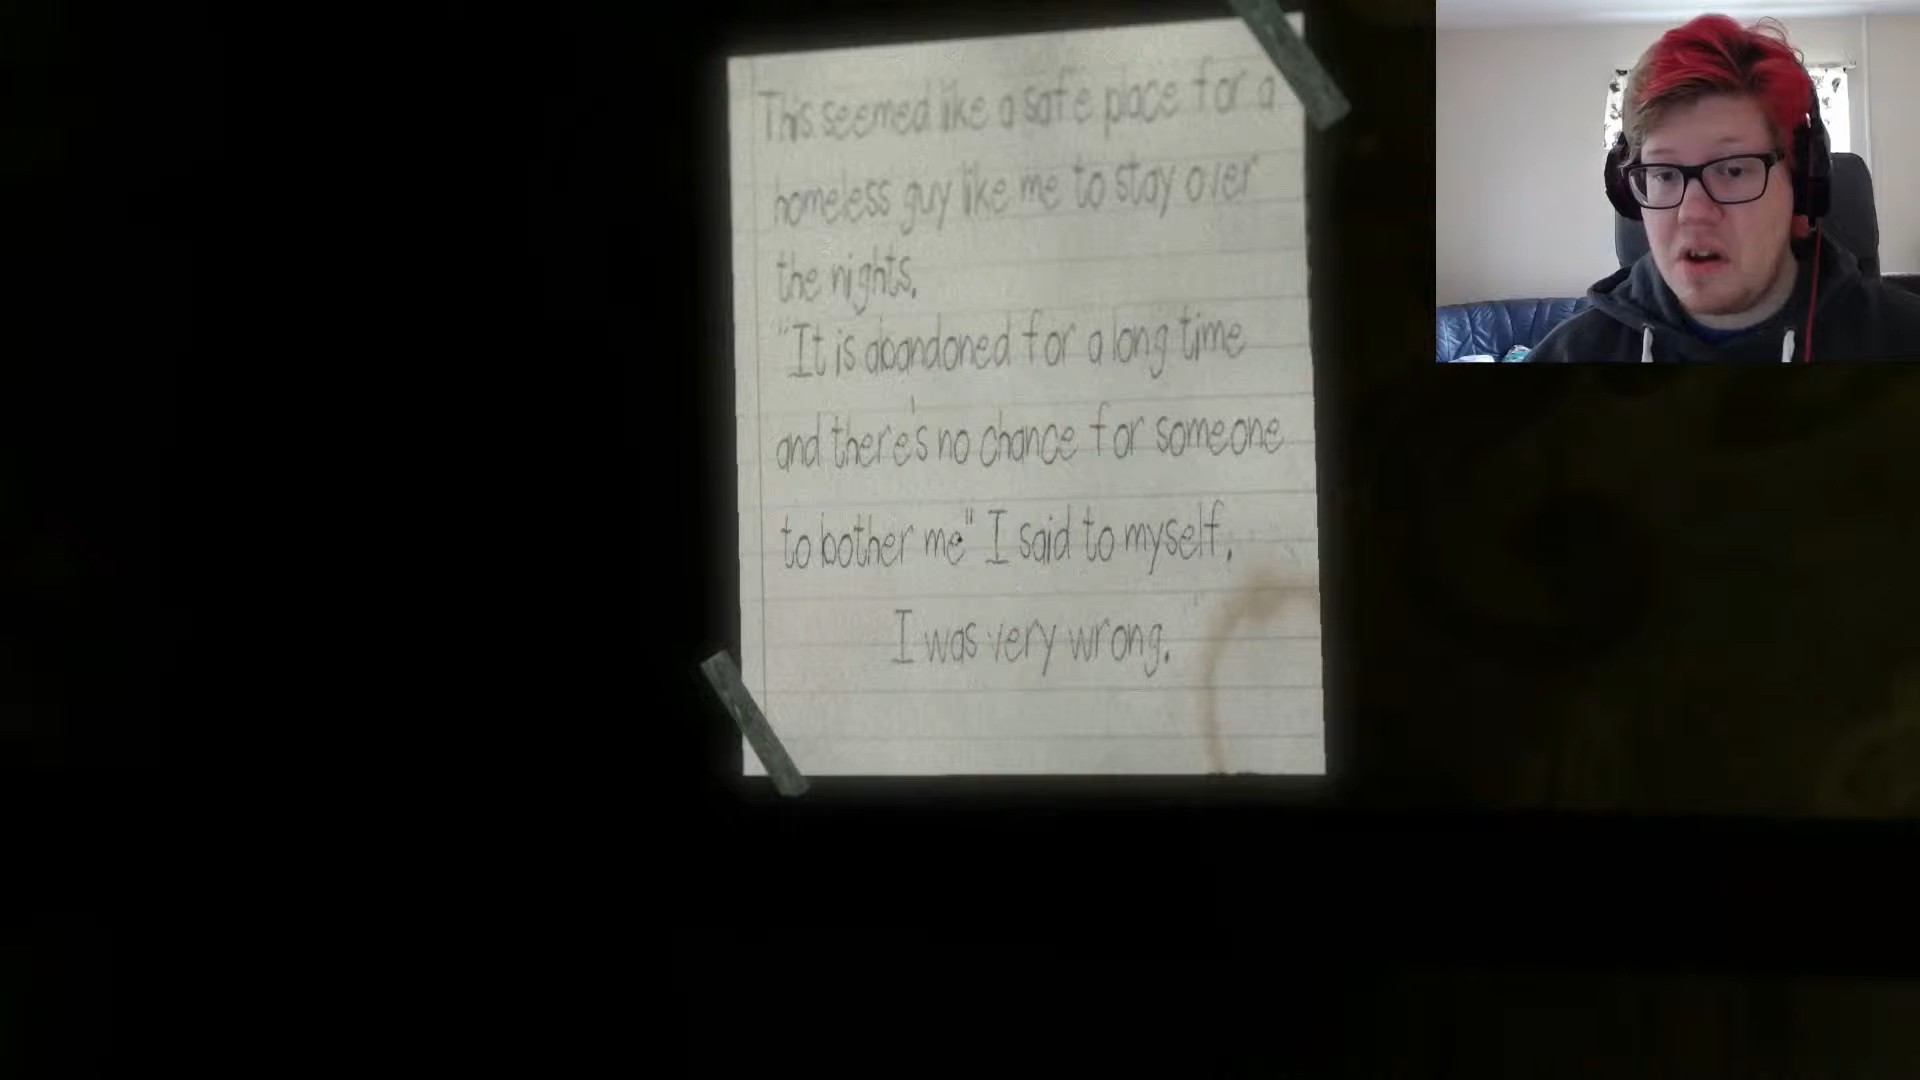 This seemed like a safe place for a
homeless guy like me to stay over
the nights.
"It is abandoned for a long time
and there's no chance for someone
to bother me" I said to myself.
I was very wrong.